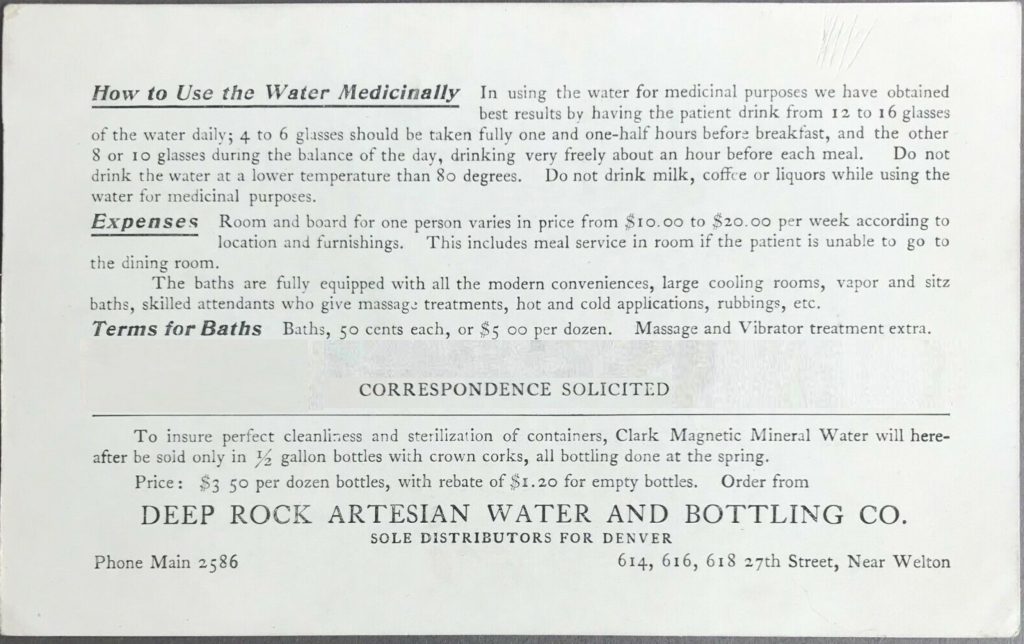 How to Use the Water Medicinally In using the water for medicinal purposes we have obtained
best results by having the patient drink from 12 to 16 glasses
of the water daily; 4 to 6 glasses should be taken fully one and one-half hours before breakfast, and the other
8 or 10 glasses during the balance of the day, drinking very freely about an hour before each meal. Do not
drink the water at a lower temperature than 80 degrees. Do not drink milk, coffee or liquors while using the
water for medicinal purposes.
Expenses Room and board for one person varies in price from $10.00 to $20.00 per week according to
location and furnishings. This includes meal service in room if the patient is unable to go to
the dining room.
The baths are fully equipped with all the modern conveniences, large cooling rooms, vapor and sitz
baths, skilled attendants who give massage treatments, hot and cold applications, rubbings, etc.
Terms for Baths Baths, 50 cents each, or $5 00 per dozen. Massage and Vibrator treatment extra.
CORRESPONDENCE SOLICITED
To insure perfect cleanliness and sterilization of containers, Clark Magnetic Mineral Water will here-
after be sold only in ½ gallon bottles with crown corks, all bottling done at the spring.
Price: $3 50 per dozen bottles, with rebate of $1.20 for empty bottles. Order from
DEEP ROCK ARTESIAN WATER AND BOTTLING CO.
SOLE DISTRIBUTORS FOR DENVER
Phone Main 2586 614, 616, 618 27th Street, Near Welton